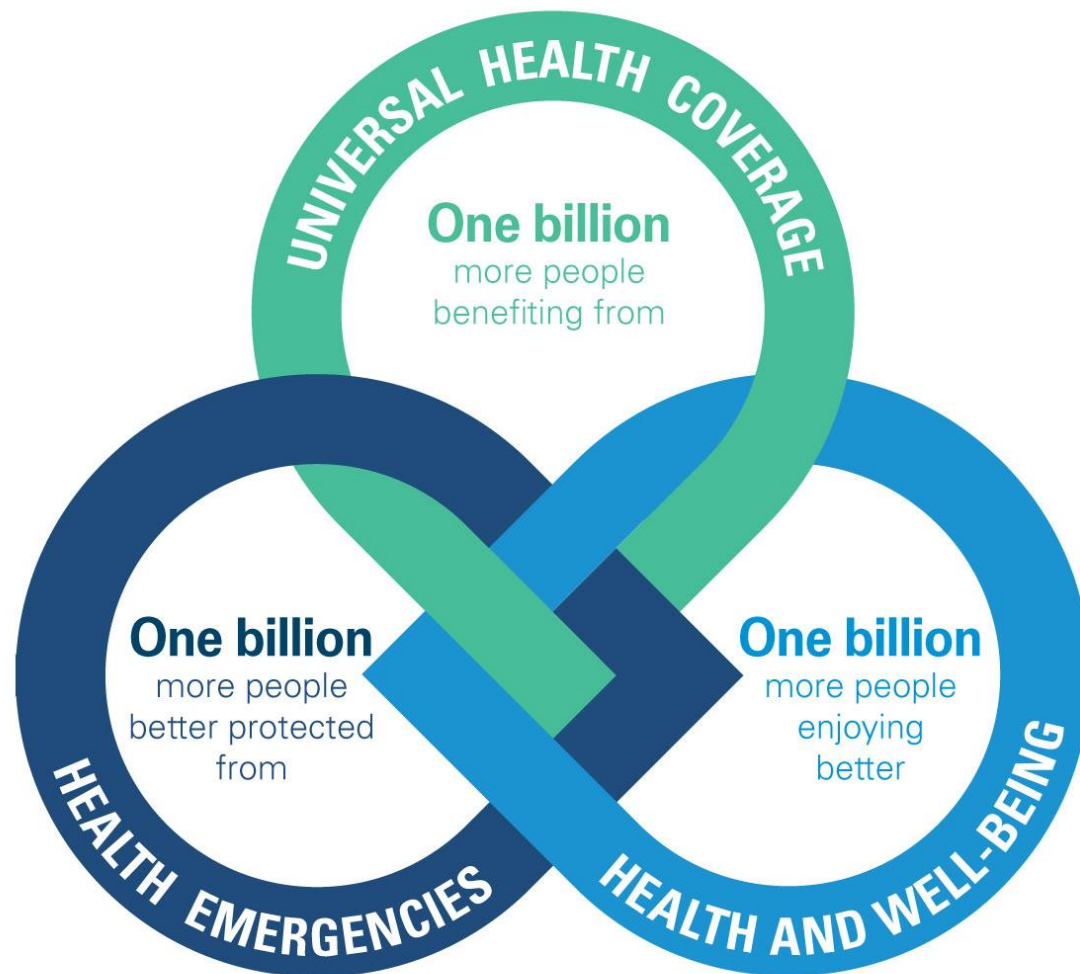 UNIVERSAL HEALTH COVERAGE
One billion
more people
benefiting from
One billion
more people
better protected
from
HEALTH EMERGENCIES
One billion
more people
enjoying
better
HEALTH AND WELL-BEING